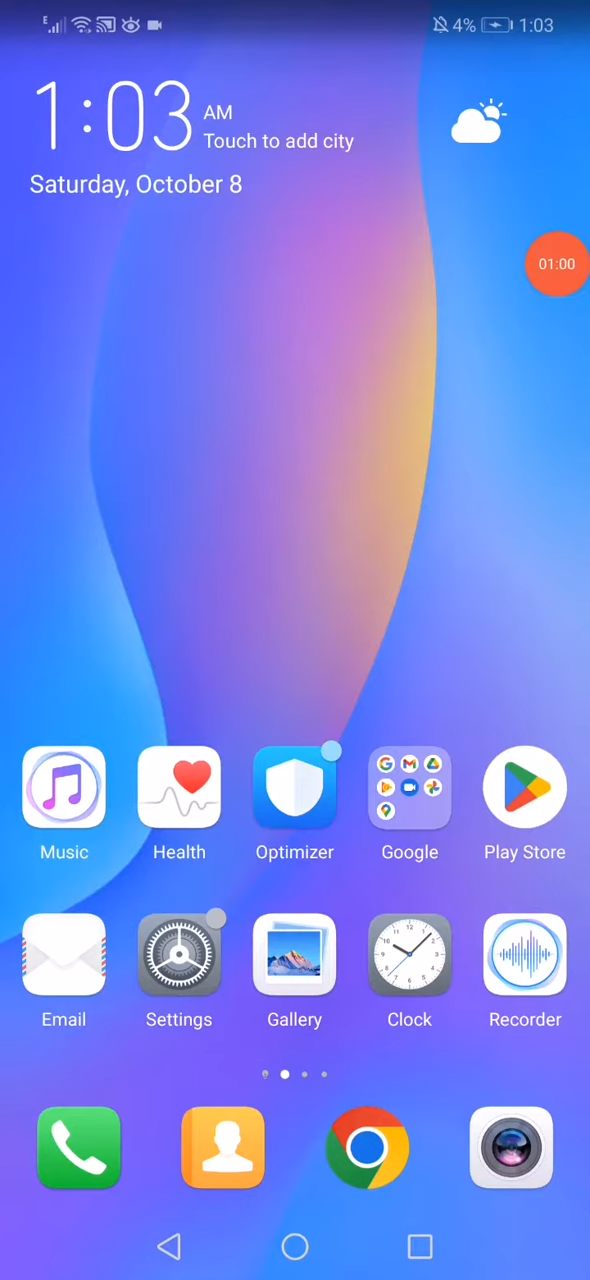 E 4% 1:03
1:03 AM
Touch to add city
Saturday, October 8
01:00
Music Health Optimizer Google Play Store
Email Settings Gallery Clock Recorder